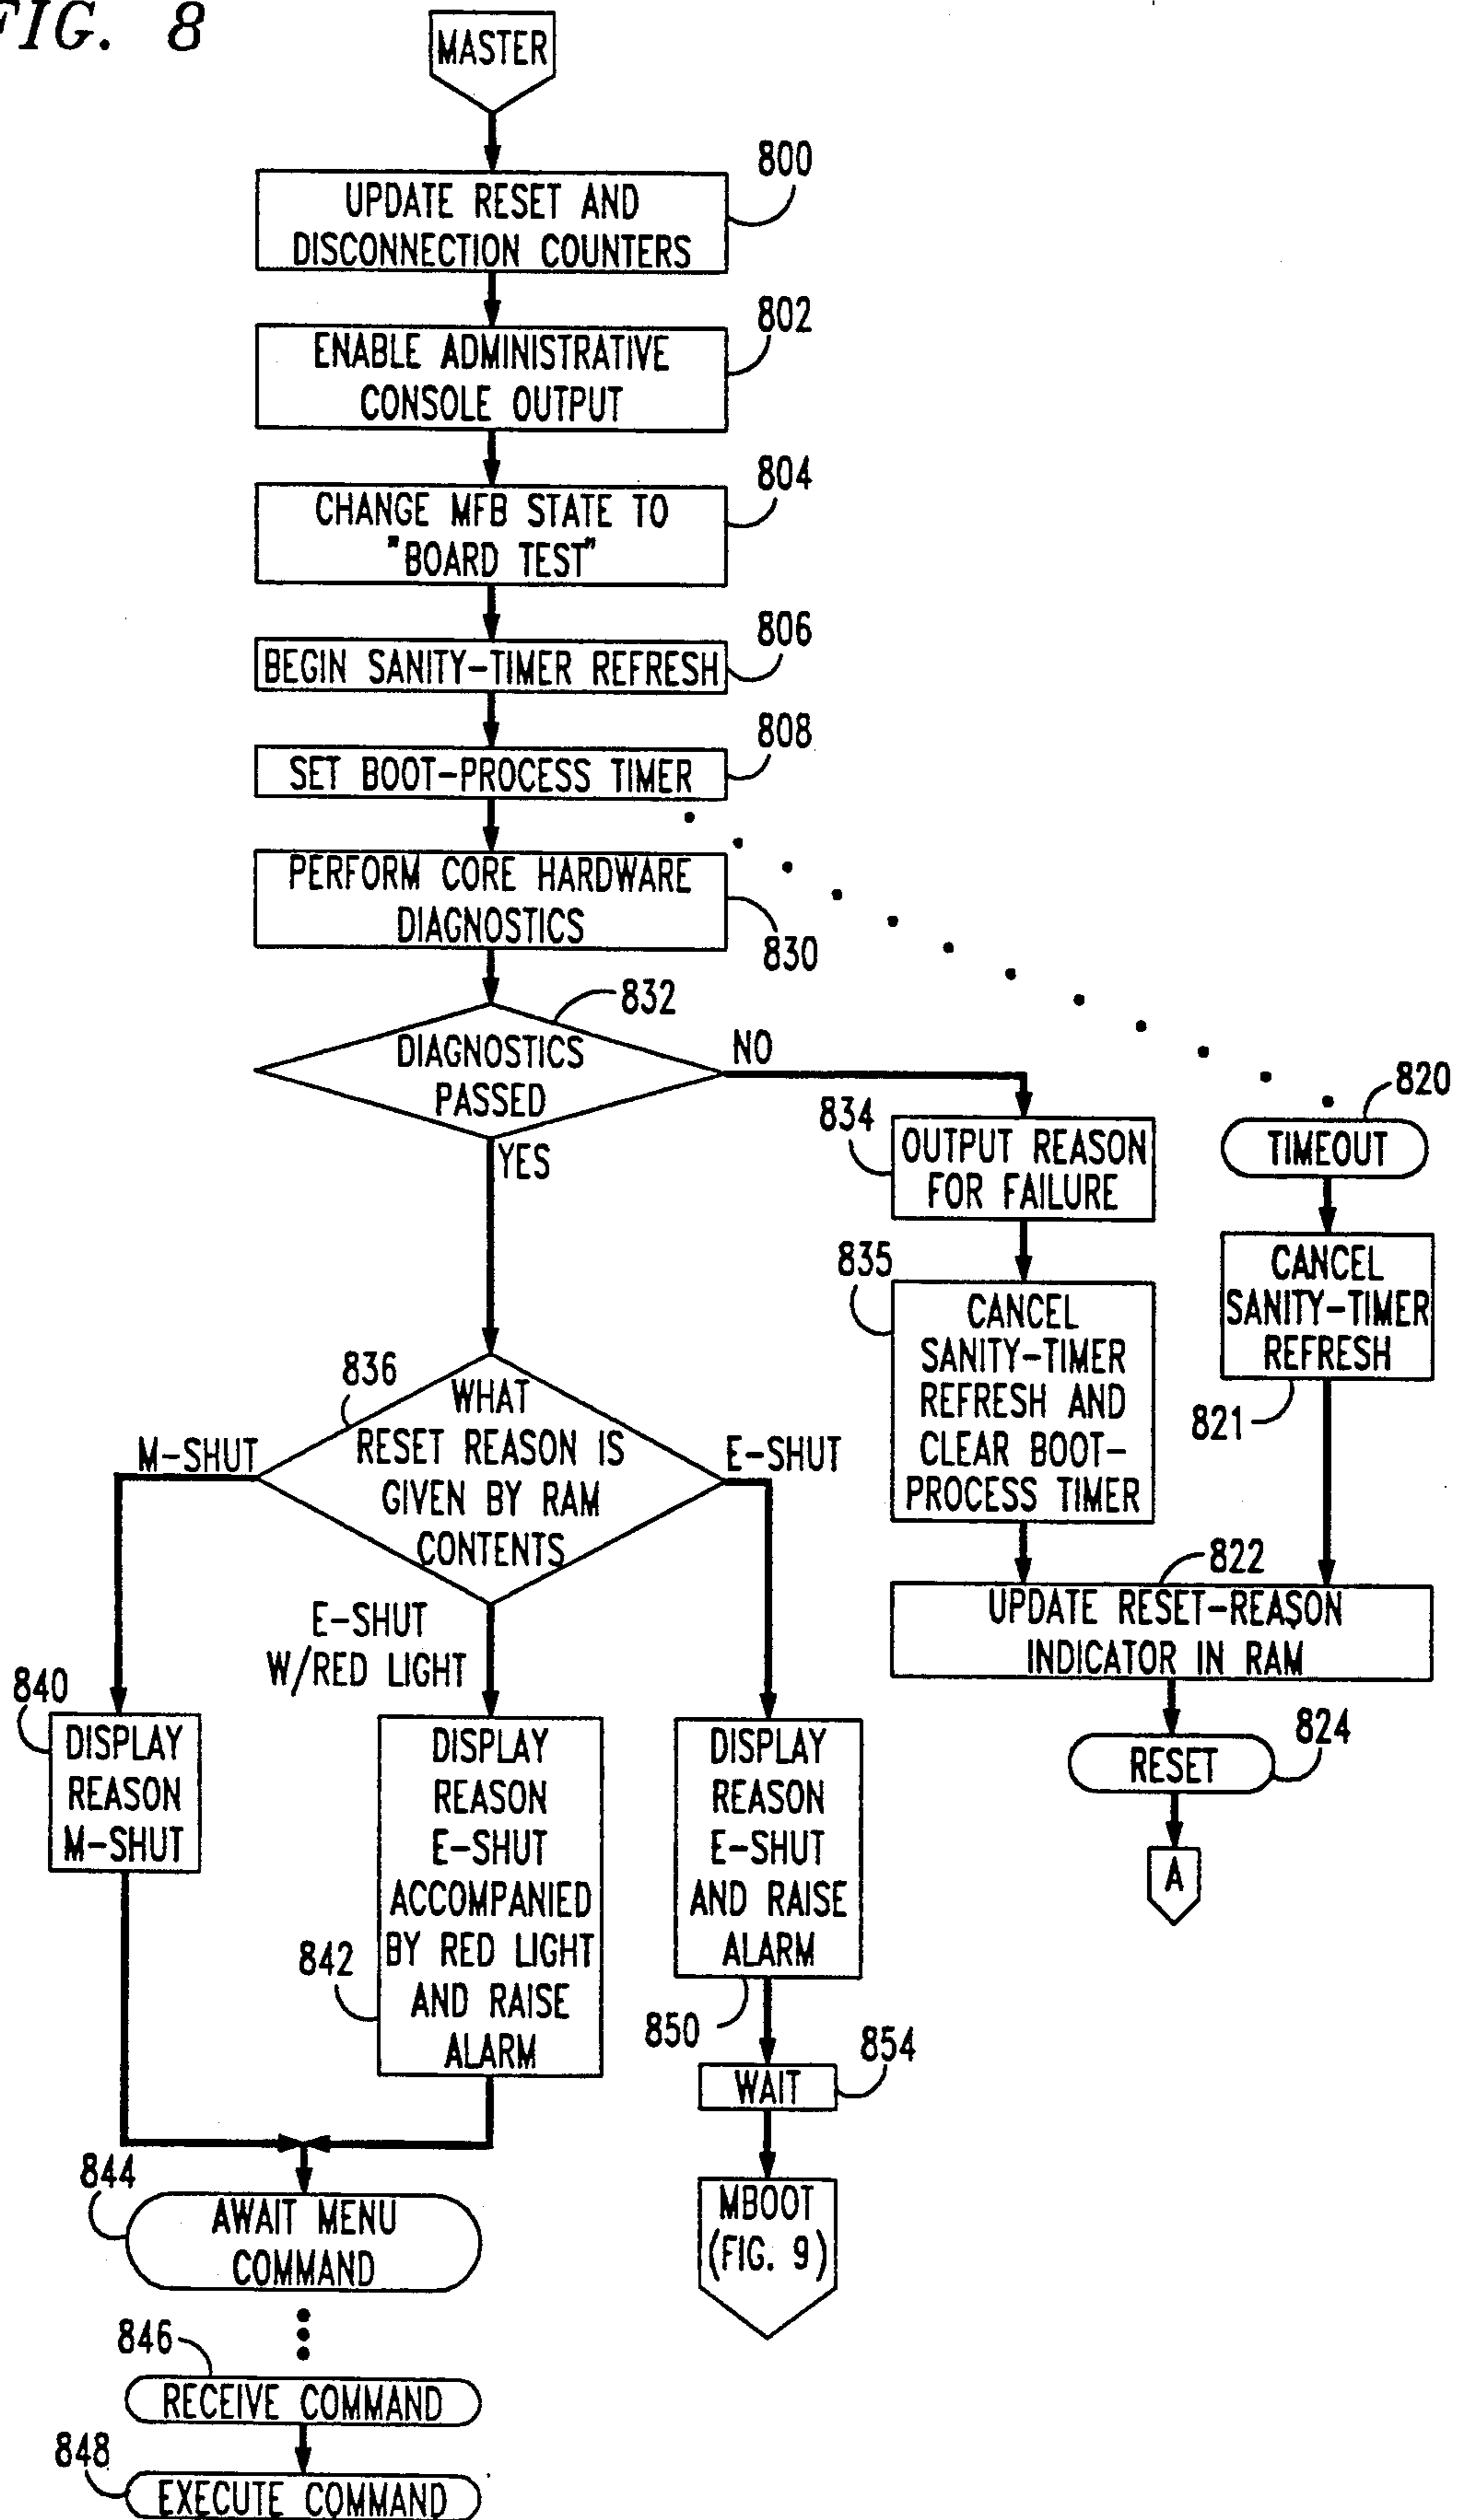 FIG. 8
MASTER
800
UPDATE RESET AND
DISCONNECTION COUNTERS
802
ENABLE ADMINISTRATIVE
CONSOLE OUTPUT
804
CHANGE MFB STATE TO
"BOARD TEST"
806
BEGIN SANITY-TIMER REFRESH
808
SET BOOT-PROCESS TIMER
PERFORM CORE HARDWARE
DIAGNOSTICS
830
832
DIAGNOSTICS
PASSED
NO
YES
834
OUTPUT REASON
FOR FAILURE
820
TIMEOUT
835
CANCEL
SANITY-TIMER
REFRESH AND
CLEAR BOOT-
PROCESS TIMER
CANCEL
SANITY-TIMER
REFRESH
821
836
WHAT
RESET REASON IS
GIVEN BY RAM
CONTENTS
M-SHUT
E-SHUT
E-SHUT
W/RED LIGHT
822
UPDATE RESET-REASON
INDICATOR IN RAM
824
RESET
A
840
DISPLAY
REASON
M-SHUT
842
DISPLAY
REASON
E-SHUT
ACCOMPANIED
BY RED LIGHT
AND RAISE
ALARM
DISPLAY
REASON
E-SHUT
AND RAISE
ALARM
850
854
WAIT
MBOOT
(FIG. 9)
844
AWAIT MENU
COMMAND
846
RECEIVE COMMAND
848
EXECUTE COMMAND